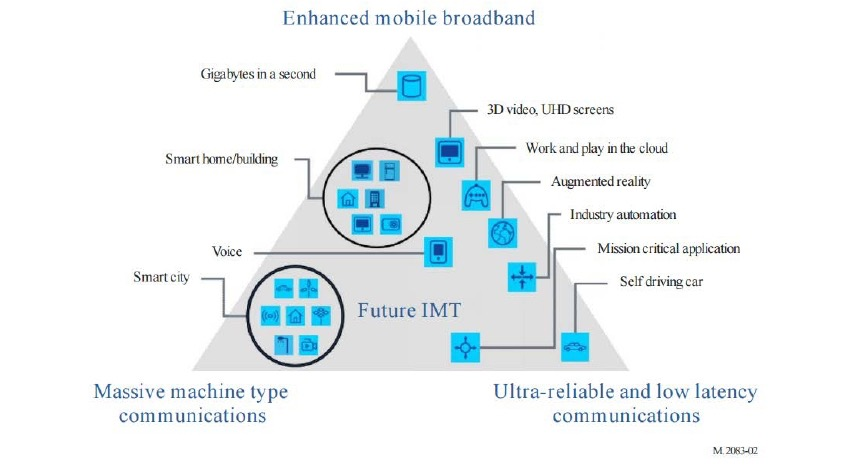 Enhanced mobile broadband
Gigabytes in a second
3D video, UHD screens
Smart home/building
Work and play in the cloud
Augmented reality
Industry automation
Voice
Mission critical application
Smart city
Self driving car
Future IMT
Massive machine type
communications
Ultra-reliable and low latency
communications
M.2083-02